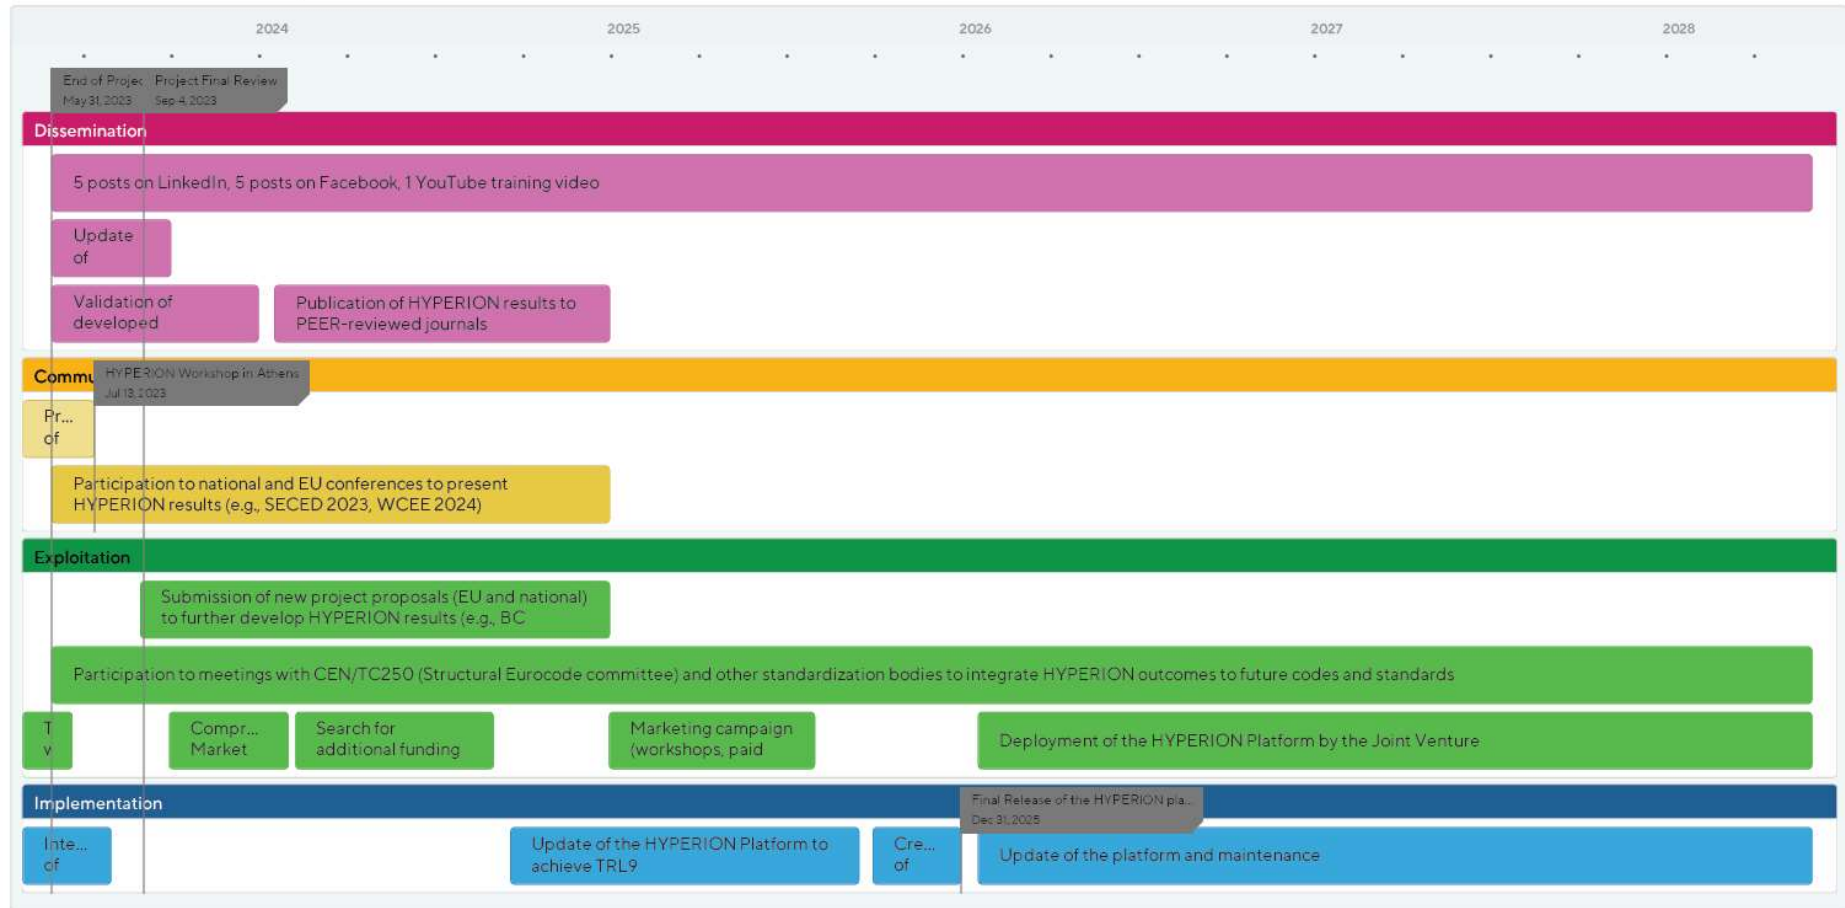 2024 2025 2026 2027 2028
End of Projec Project Final Review
May 31, 2023 Sep 4, 2023
Dissemination
5 posts on LinkedIn, 5 posts on Facebook, 1 YouTube training video
Update
of
Validation of
developed
Publication of HYPERION results to
PEER-reviewed journals
Commu
HYPERION Workshop in Athens
Jul 13, 2023
Pr...
of
Participation to national and EU conferences to present
HYPERION results (e.g., SECED 2023, WCEE 2024)
Exploitation
Submission of new project proposals (EU and national)
to further develop HYPERION results (e.g., BC
Participation to meetings with CEN/TC250 (Structural Eurocode committee) and other standardization bodies to integrate HYPERION outcomes to future codes and standards
T
v
Compr...
Market
Search for
additional funding
Marketing campaign
(workshops, paid
Deployment of the HYPERION Platform by the Joint Venture
Implementation
Final Release of the HYPERION pla...
Dec 31, 2025
Inte...
of
Update of the HYPERION Platform to
achieve TRL9
Cre...
of
Update of the platform and maintenance